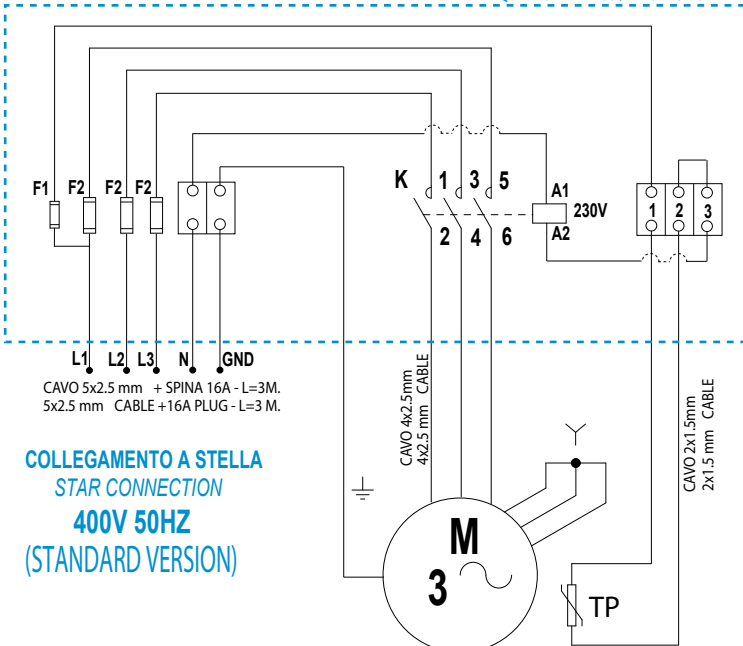 F1 F2 F2 F2
K 1 3 5
2 4 6
A1
230V
A2
1 2 3
L1 L2 L3 N GND
CAVO 5x2.5 mm + SPINA 16A - L=3M.
5x2.5 mm CABLE +16A PLUG - L=3 M.
CAVO 4x2.5mm
4x2.5 mm CABLE
CAVO 2x1.5mm
2x1.5 mm CABLE
COLLEGAMENTO A STELLA
STAR CONNECTION
400V 50HZ
(STANDARD VERSION)
M
3
TP